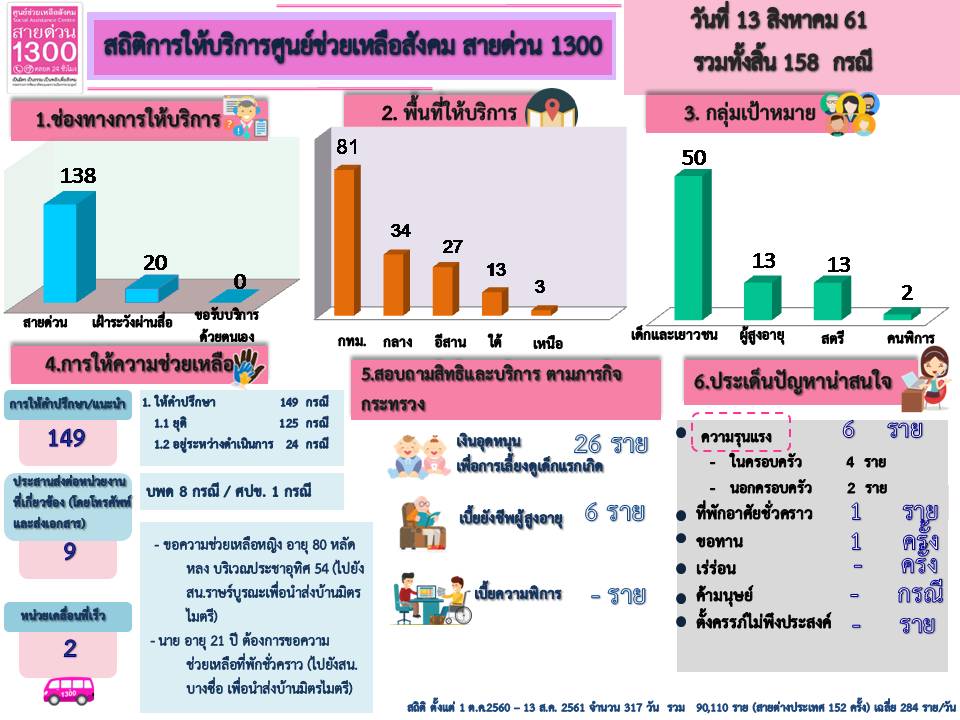 ศูนย์ช่วยเหลือสังคม
Social Assistance Centre
สายด่วน
1300
ตลอด 24 ชั่วโมง
สถิติการให้บริการศูนย์ช่วยเหลือสังคม สายด่วน 1300
วันที่ 13 สิงหาคม 61
รวมทั้งสิ้น 158 กรณี
1.ช่องทางการให้บริการ
138
20
0
สายด่วน
เฝ้าระวังผ่านสื่อ
ขอรับบริการ
ด้วยตนเอง
2. พื้นที่ให้บริการ
81
34
27
13
3
กทม.
กลาง
อีสาน
ใต้
เหนือ
3. กลุ่มเป้าหมาย
50
13
13
2
เด็กและเยาวชน
ผู้สูงอายุ
สตรี
คนพิการ
4.การให้ความช่วยเหลือ
การให้คำปรึกษา/แนะนำ
149
1. ให้คำปรึกษา 149 กรณี
1.1 ยุติ 125 กรณี
1.2 อยู่ระหว่างดำเนินการ 24 กรณี
ประสานส่งต่อหน่วยงาน
ที่เกี่ยวข้อง (โดยโทรศัพท์
และส่งเอกสาร)
9
บพด 8 กรณี / ศปข. 1 กรณี
หน่วยเคลื่อนที่เร็ว
2
1300
- ขอความช่วยเหลือหญิง อายุ 80 หลัด
หลง บริเวณประชาอุทิศ 54 (ไปยัง
สน.ราษร์บูรณะเพื่อนำส่งบ้านมิตร
ไมตรี)
- นาย อายุ 21 ปี ต้องการขอความ
ช่วยเหลือที่พักชั่วคราว (ไปยังสน.
บางซื่อ เพื่อนำส่งบ้านมิตรไมตรี)
5.สอบถามสิทธิและบริการ ตามภารกิจ
กระทรวง
เงินอุดหนุน
เพื่อการเลี้ยงดูเด็กแรกเกิด
26 ราย
เบี้ยยังชีพผู้สูงอายุ 6 ราย
เบี้ยความพิการ - ราย
6.ประเด็นปัญหาน่าสนใจ
ความรุนแรง 6 ราย
- ในครอบครัว 4 ราย
- นอกครอบครัว 2 ราย
ที่พักอาศัยชั่วคราว 1 ราย
ขอทาน 1 ครั้ง
เร่ร่อน - ครั้ง
ค้ามนุษย์ - กรณี
ตั้งครรภ์ไม่พึงประสงค์ - ราย
สถิติ ตั้งแต่ 1 ต.ค.2560 – 13 ส.ค. 2561 จำนวน 317 วัน รวม 90,110 ราย (สายต่างประเทศ 152 ครั้ง) เฉลี่ย 284 ราย/วัน